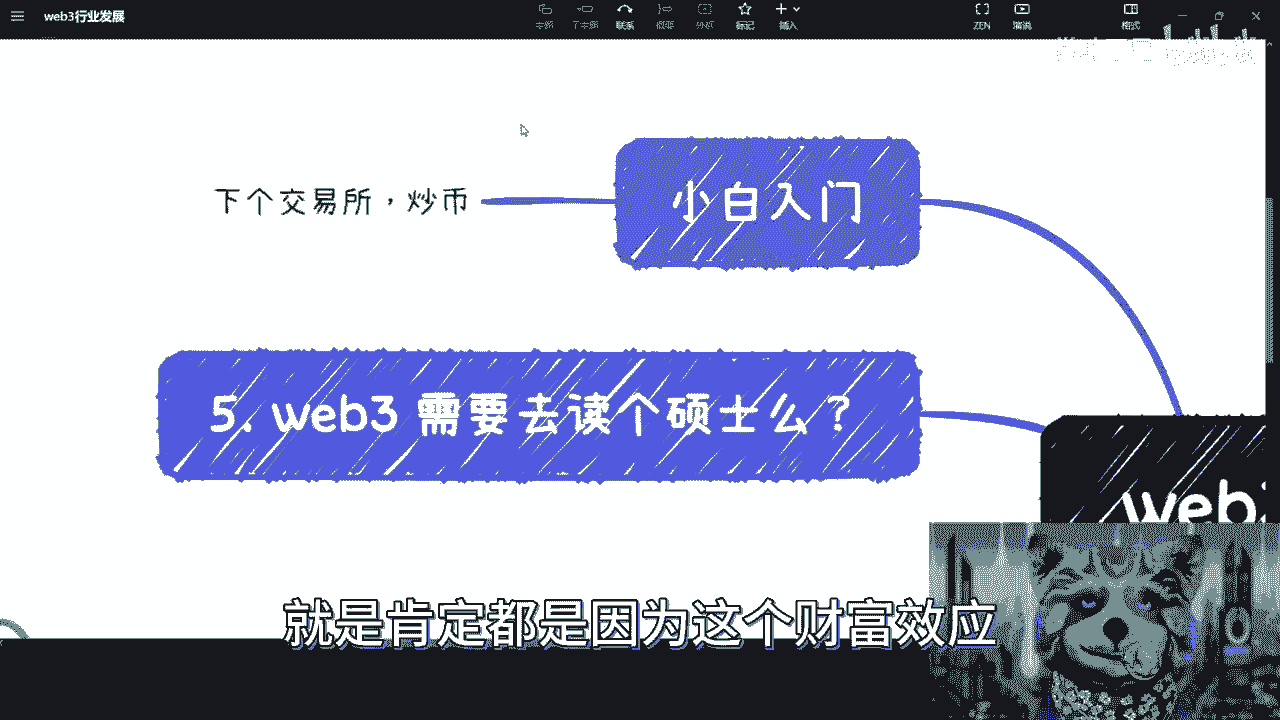 web3行业发展
主题 子主题 联系 概要 外框 标记 插入 ZEN 演说 格式
小白入门
下个交易所，炒币
5. web3 需要去读个硕士么？
web
就是肯定都是因为这个财富效应